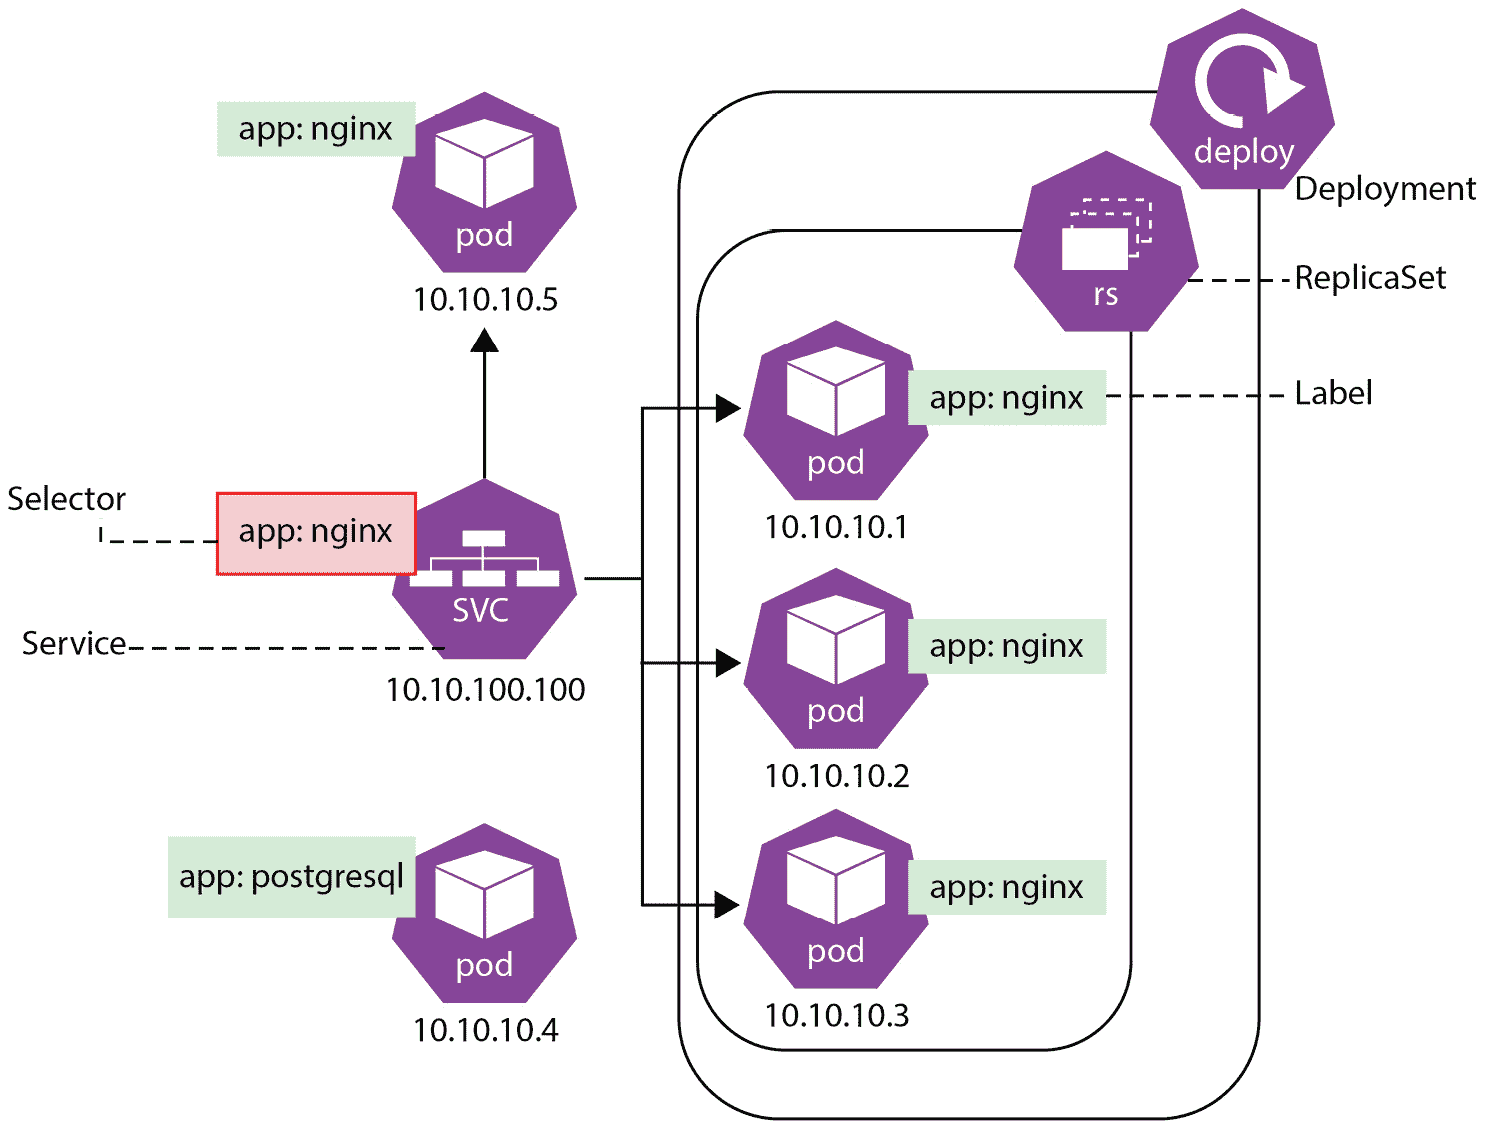 deploy
Deployment
app: nginx
pod
10.10.10.5
rs
ReplicaSet
app: nginx
Label
pod
10.10.10.1
Selector
app: nginx
SVC
Service
10.10.100.100
app: nginx
pod
10.10.10.2
app: postgresql
pod
10.10.10.4
app: nginx
pod
10.10.10.3